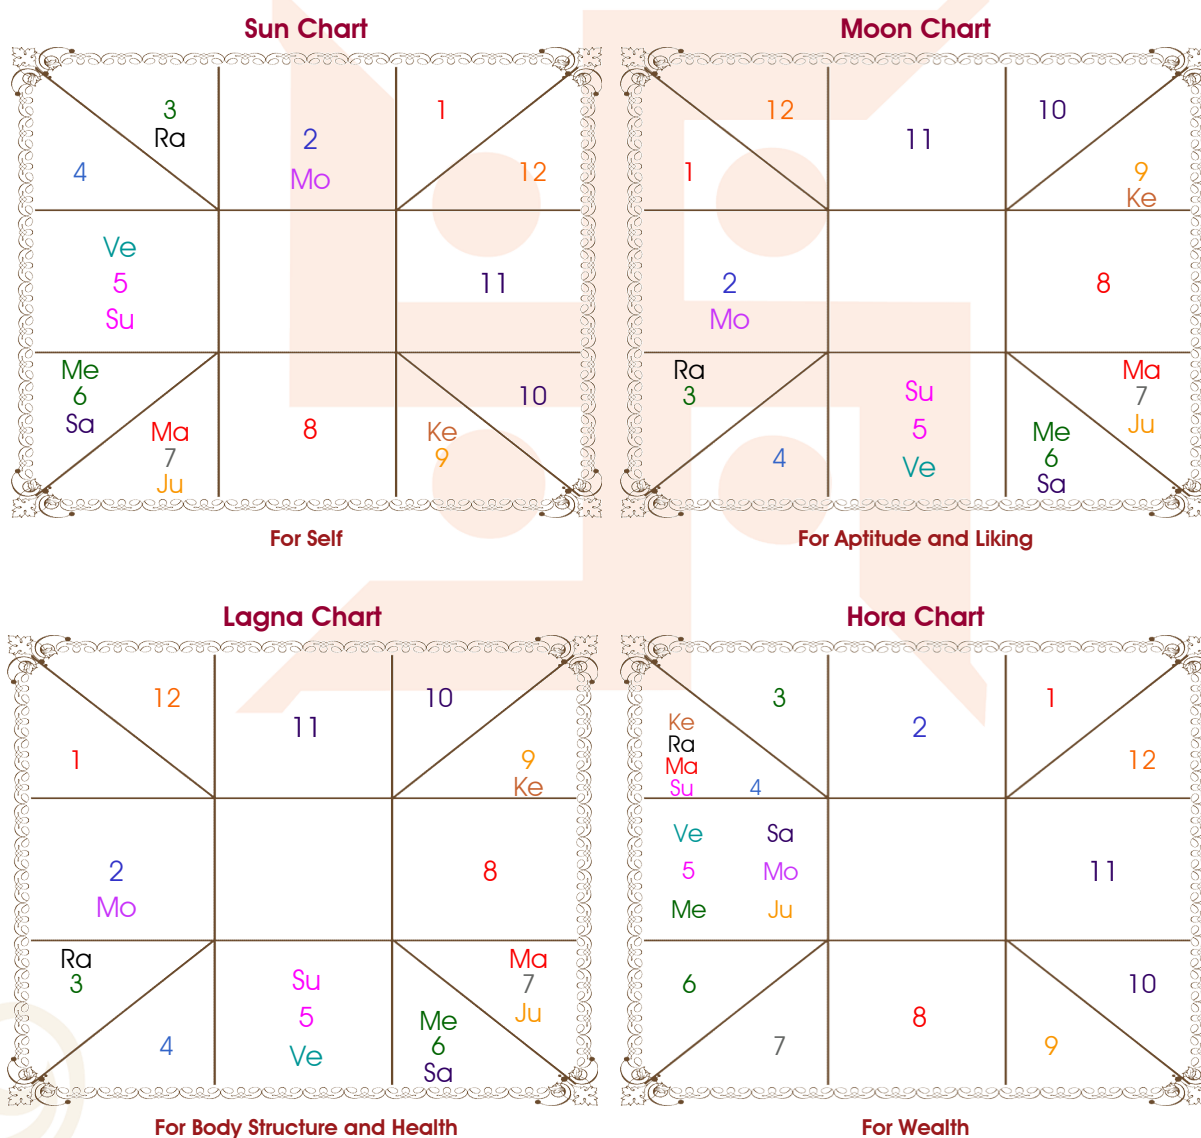 Sun Chart
3
Ra
4
2
Mo
1
12
Ve
5
Su
11
Me
6
Sa
Ma
7
Ju
8
Ke
9
10
For Self
Moon Chart
12
1
11
10
9
Ke
2
Mo
8
Ra
3
4
Su
5
Ve
Me
6
Sa
Ma
7
Ju
For Aptitude and Liking
Lagna Chart
12
1
11
10
9
Ke
2
Mo
8
Ra
3
4
Su
5
Ve
Me
6
Sa
Ma
7
Ju
For Body Structure and Health
Hora Chart
3
Ke
Ra
Ma
Su 4
2
1
12
Ve Sa
5 Mo
Me Ju
11
6
7
8
9
10
For Wealth